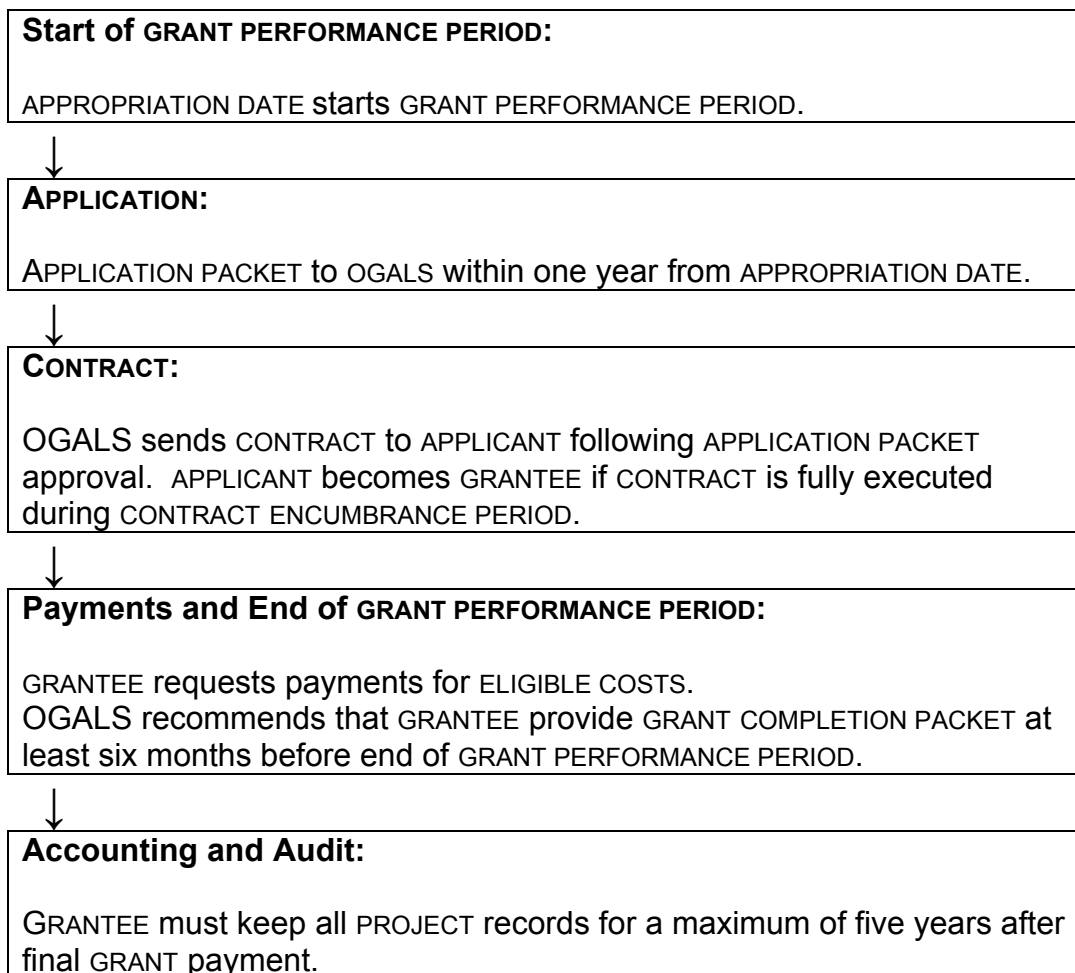 Start of GRANT PERFORMANCE PERIOD:
APPROPRIATION DATE starts GRANT PERFORMANCE PERIOD.
↓
APPLICATION:
APPLICATION PACKET to OGALS within one year from APPROPRIATION DATE.
↓
CONTRACT:
OGALS sends CONTRACT to APPLICANT following APPLICATION PACKET
approval. APPLICANT becomes GRANTEE if CONTRACT is fully executed
during CONTRACT ENCUMBRANCE PERIOD.
↓
Payments and End of GRANT PERFORMANCE PERIOD:
GRANTEE requests payments for ELIGIBLE COSTS.
OGALS recommends that GRANTEE provide GRANT COMPLETION PACKET at
least six months before end of GRANT PERFORMANCE PERIOD.
↓
Accounting and Audit:
GRANTEE must keep all PROJECT records for a maximum of five years after
final GRANT payment.